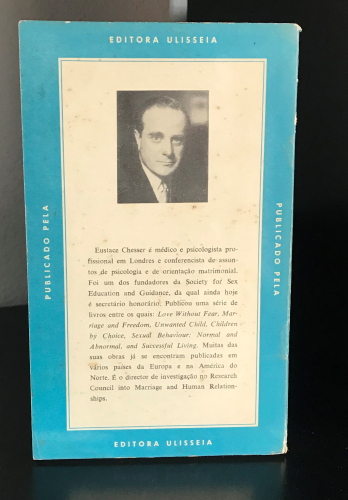 EDITORA ULISSEIA
PUBLICADO PELA
PUBLICADO PELA
Eustace Chesser é médico e psicologista pro-
fissional em Londres e conferencista de assun-
tos de psicologia e de orientação matrimonial.
Foi um dos fundadores da Society for Sex
Education and Guidance, da qual ainda hoje
é secretário honorário. Publicou uma série de
livros entre os quais: Love Without Fear, Mar-
riage and Freedom, Unwanted Child, Children
by Choice, Sexual Behaviour: Normal and
Abnormal, and Successful Living. Muitas das
suas obras já se encontram publicadas em
vários países da Europa e na América do
Norte. É o director de investigação no Research
Council into Marriage and Human Relation-
ships.
EDITORA ULISSEIA